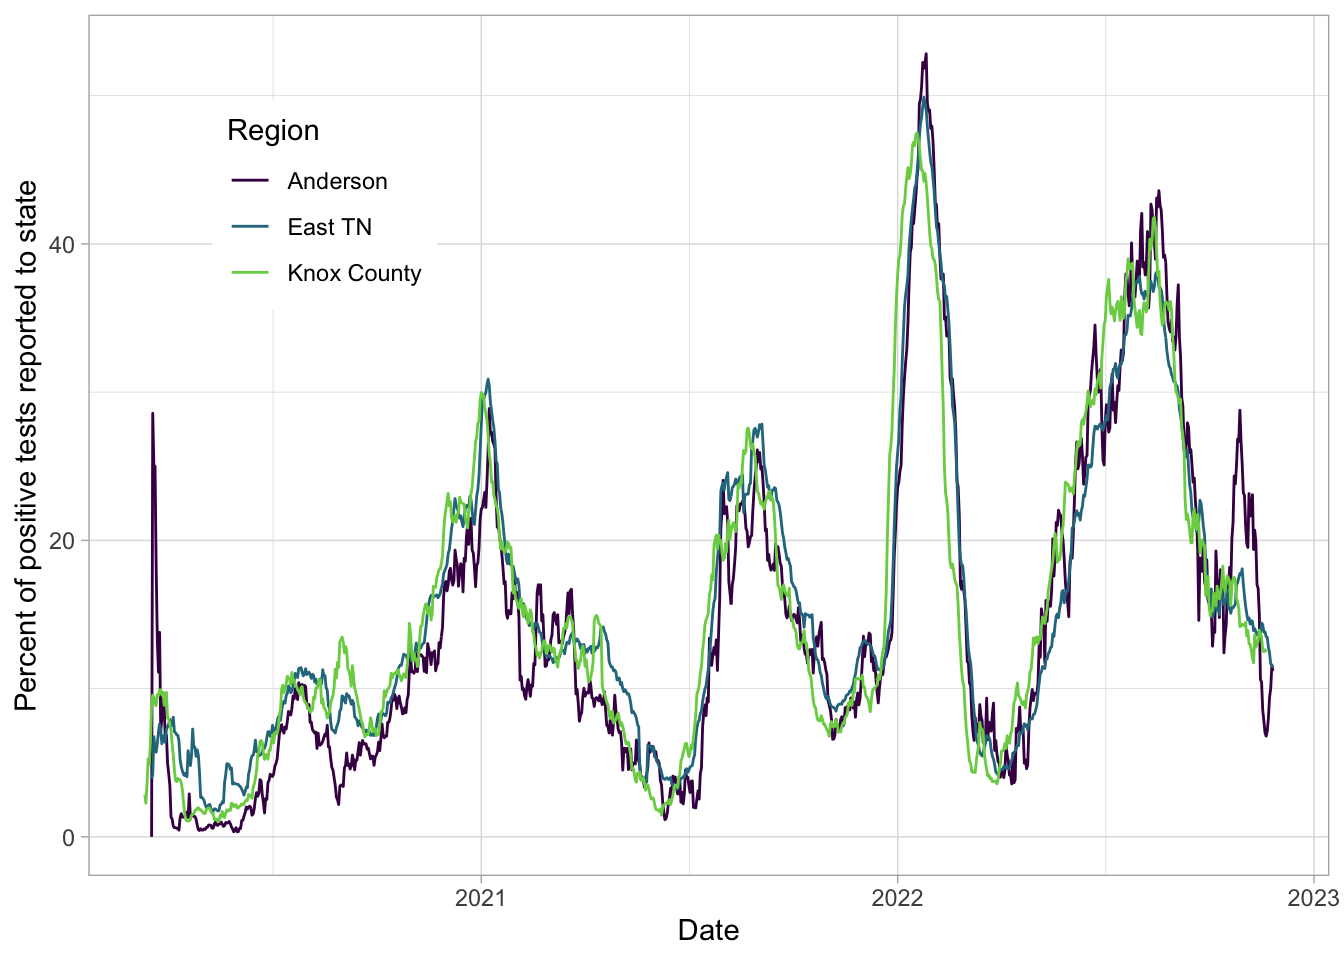 Percent of positive tests reported to state
Region
Anderson
East TN
Knox County
40
20
0
2021
2022
2023
Date